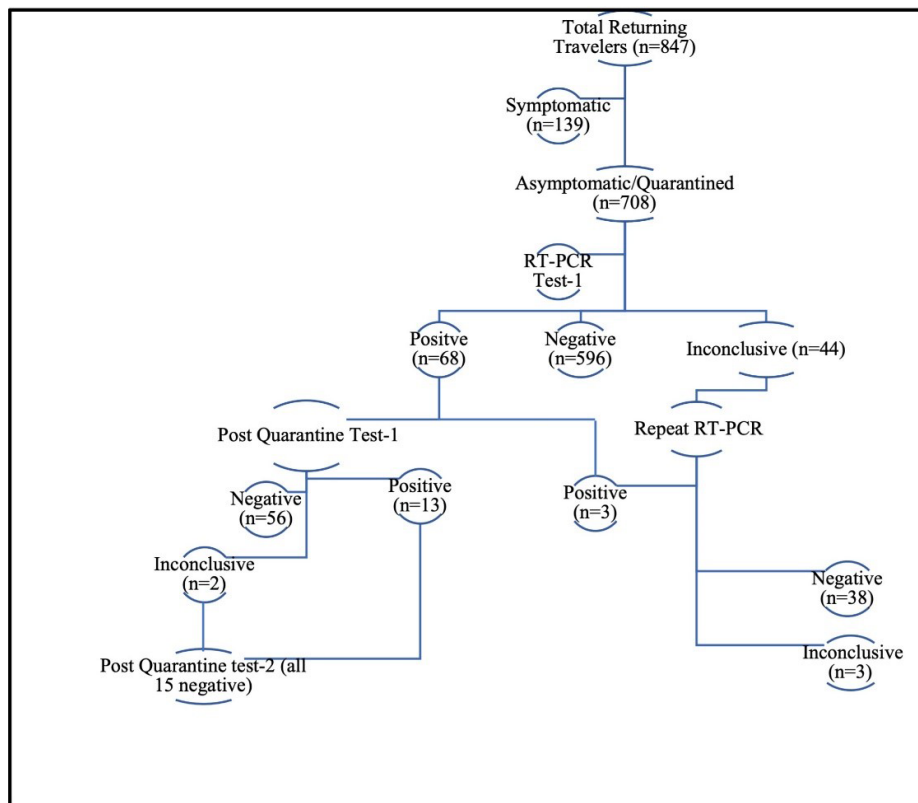 Total Returning
Travelers (n=847)
Symptomatic
(n=139)
Asymptomatic/Quarantined
(n=708)
RT-PCR
Test-1
Positve
(n=68)
Negative
(n=596)
Inconclusive (n=44)
Post Quarantine Test-1
Repeat RT-PCR
Negative
(n=56)
Positive
(n=13)
Positive
(n=3)
Inconclusive
(n=2)
Negative
(n=38)
Post Quarantine test-2 (all
15 negative)
Inconclusive
(n=3)